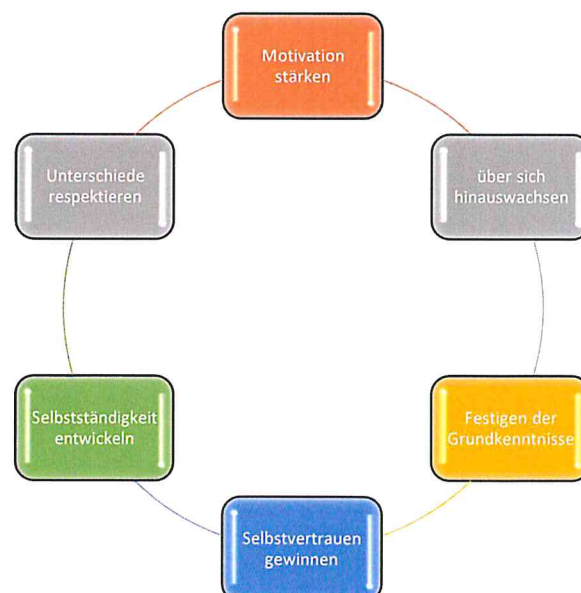 Motivation
stärken
über sich
hinauswachsen
Festigen der
Grundkenntnisse
Selbstvertrauen
gewinnen
Selbstständigkeit
entwickeln
Unterschiede
respektieren